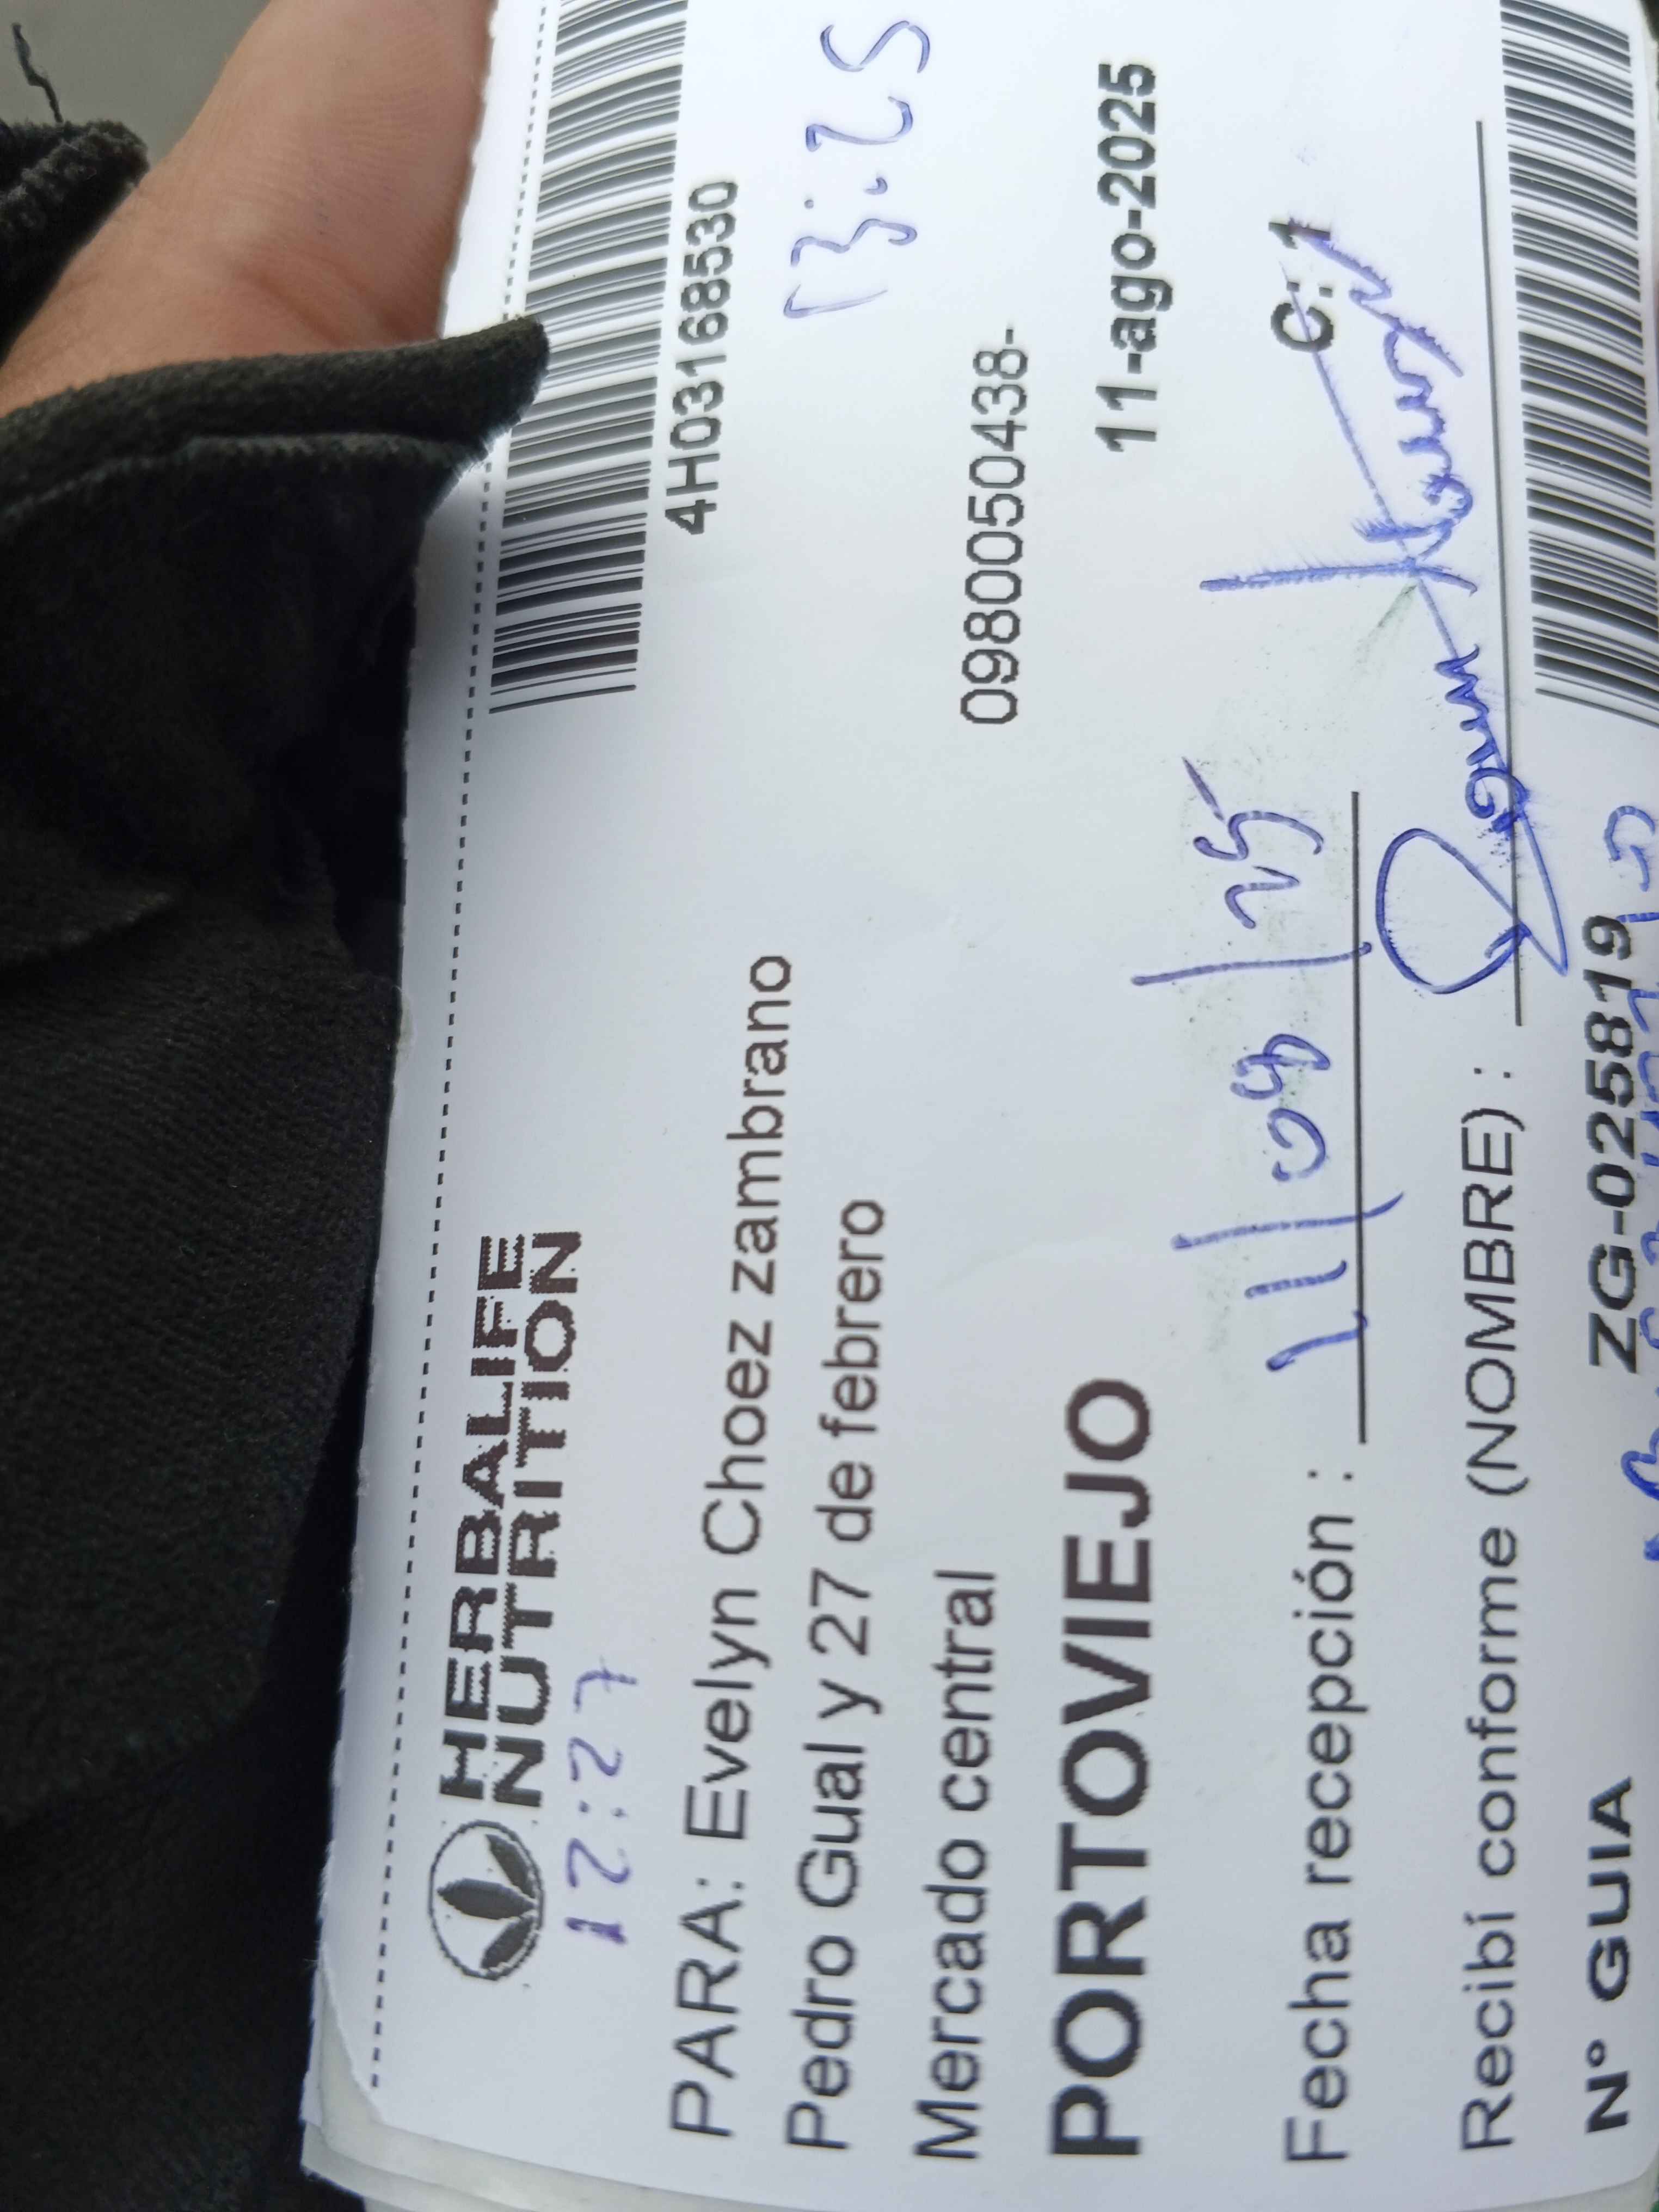 HERBALIFE
NUTRITION
12:27
4H03168530
PARA: Evelyn Choez zambrano
13:25
Pedro Gual y 27 de febrero
Mercado central
0980050438-
PORTOVIEJO
11-ago-2025
Fecha recepción : 12/08/25
C:1
Recibí conforme (NOMBRE) :
N° GUIA ZG-025819